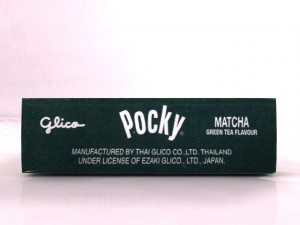 Glico
Pocky
MATCHA
GREEN TEA FLAVOUR
MANUFACTURED BY THAI GLICO CO.,LTD. THAILAND
UNDER LICENSE OF EZAKI GLICO., LTD., JAPAN.